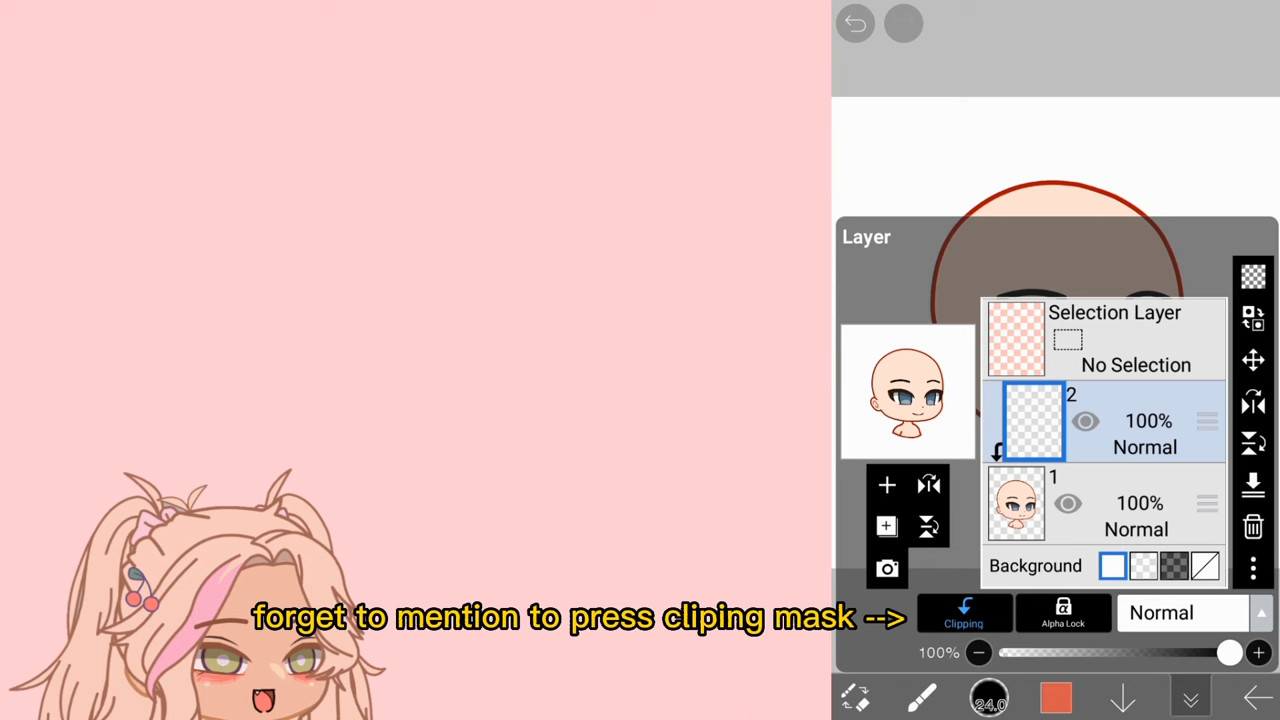 Layer
Selection Layer
No Selection
2
100%
Normal
1
100%
Normal
Background
forget to mention to press cliping mask -->
Clipping
Alpha Lock
Normal
100%
24.0